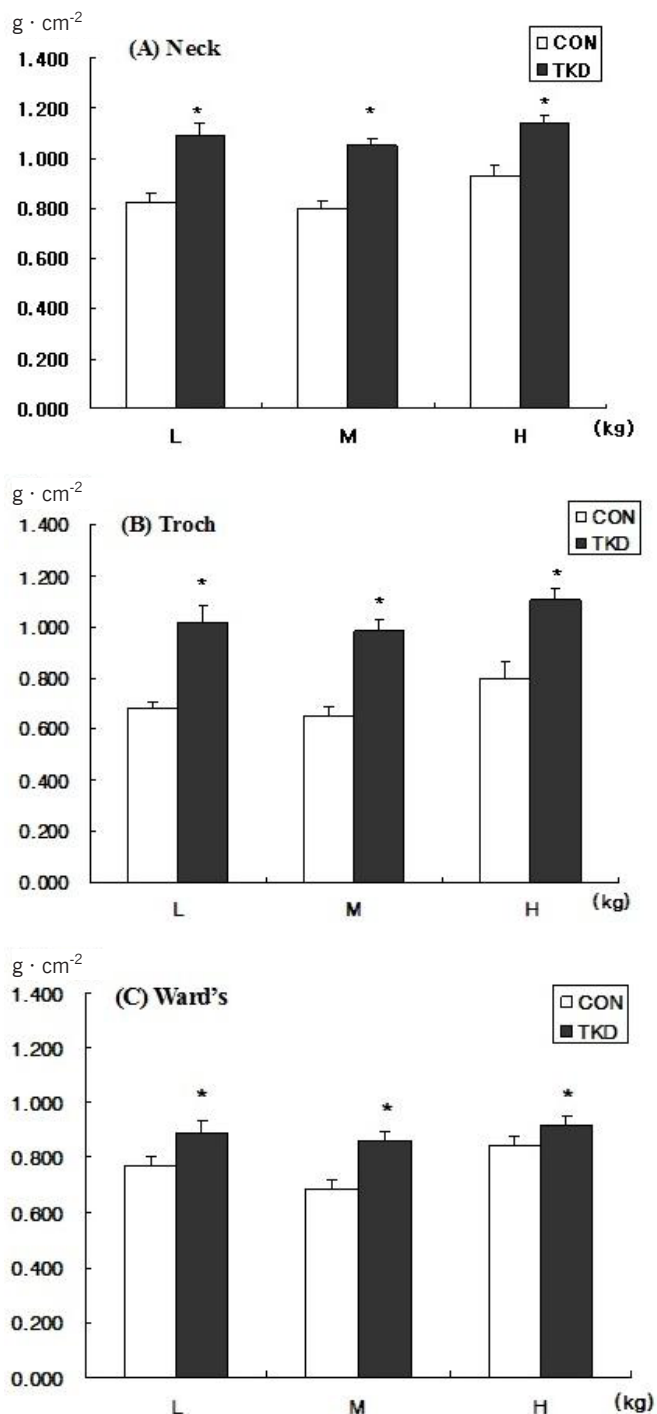 g · cm-2
(A) Neck
CON
TKD
1.400
1.200
1.000
0.800
0.600
0.400
0.200
0.000
* * *
L M H (kg)
g · cm-2
(B) Troch
CON
TKD
1.400
1.200
1.000
0.800
0.600
0.400
0.200
0.000
* * *
L M H (kg)
g · cm-2
(C) Ward's
CON
TKD
1.400
1.200
1.000
0.800
0.600
0.400
0.200
0.000
* * *
L M H (kg)